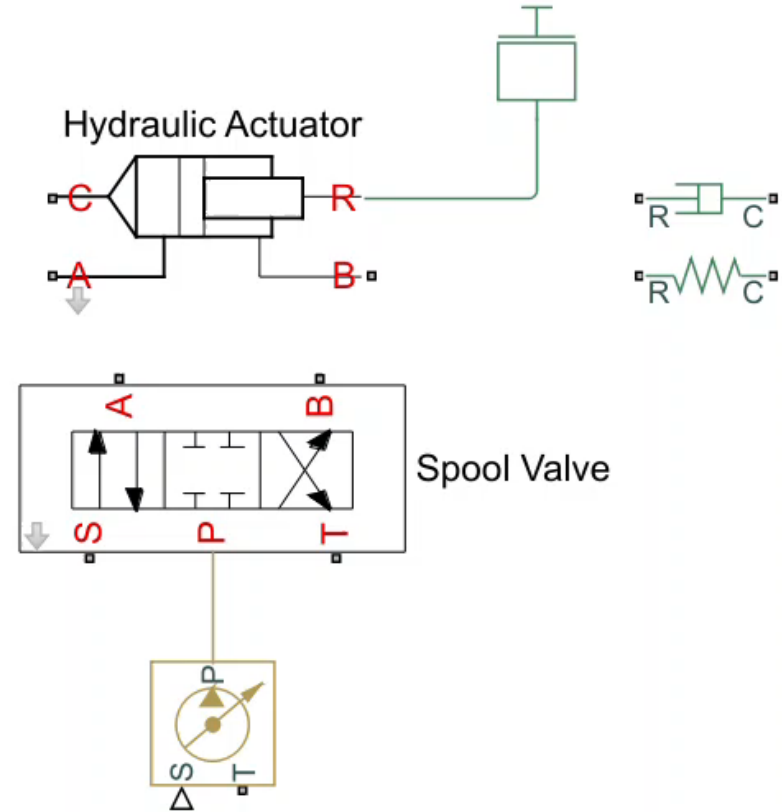 Hydraulic Actuator
C R
A B
R C
R C
A B
Spool Valve
S P T
P
S T